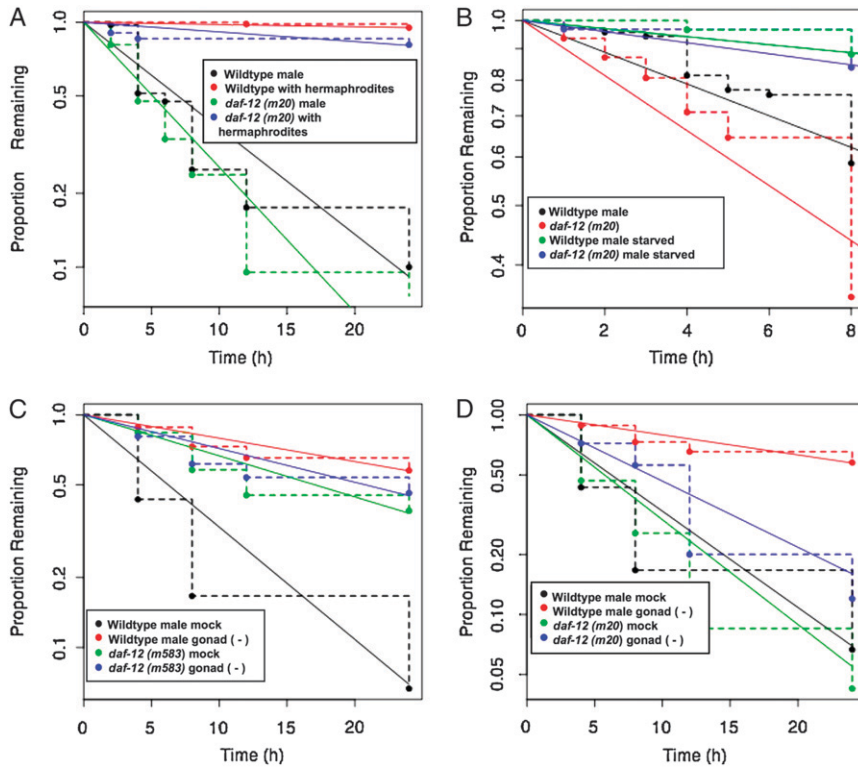 A
Proportion Remaining
1.0
0.5
0.2
0.1
Wildtype male
Wildtype with hermaphrodites
daf-12 (m20) male
daf-12 (m20) with
hermaphrodites
0 5 10 15 20
Time (h)
B
Proportion Remaining
1.0
0.8
0.7
0.6
0.5
0.4
Wildtype male
daf-12 (m20)
Wildtype male starved
daf-12 (m20) male starved
0 2 4 6 8
Time (h)
C
Proportion Remaining
1.0
0.5
0.2
0.1
Wildtype male mock
Wildtype male gonad (-)
daf-12 (m583) mock
daf-12 (m583) gonad (-)
0 5 10 15 20
Time (h)
D
Proportion Remaining
1.00
0.50
0.20
0.10
0.05
Wildtype male mock
Wildtype male gonad (-)
daf-12 (m20) mock
daf-12 (m20) gonad (-)
0 5 10 15 20
Time (h)